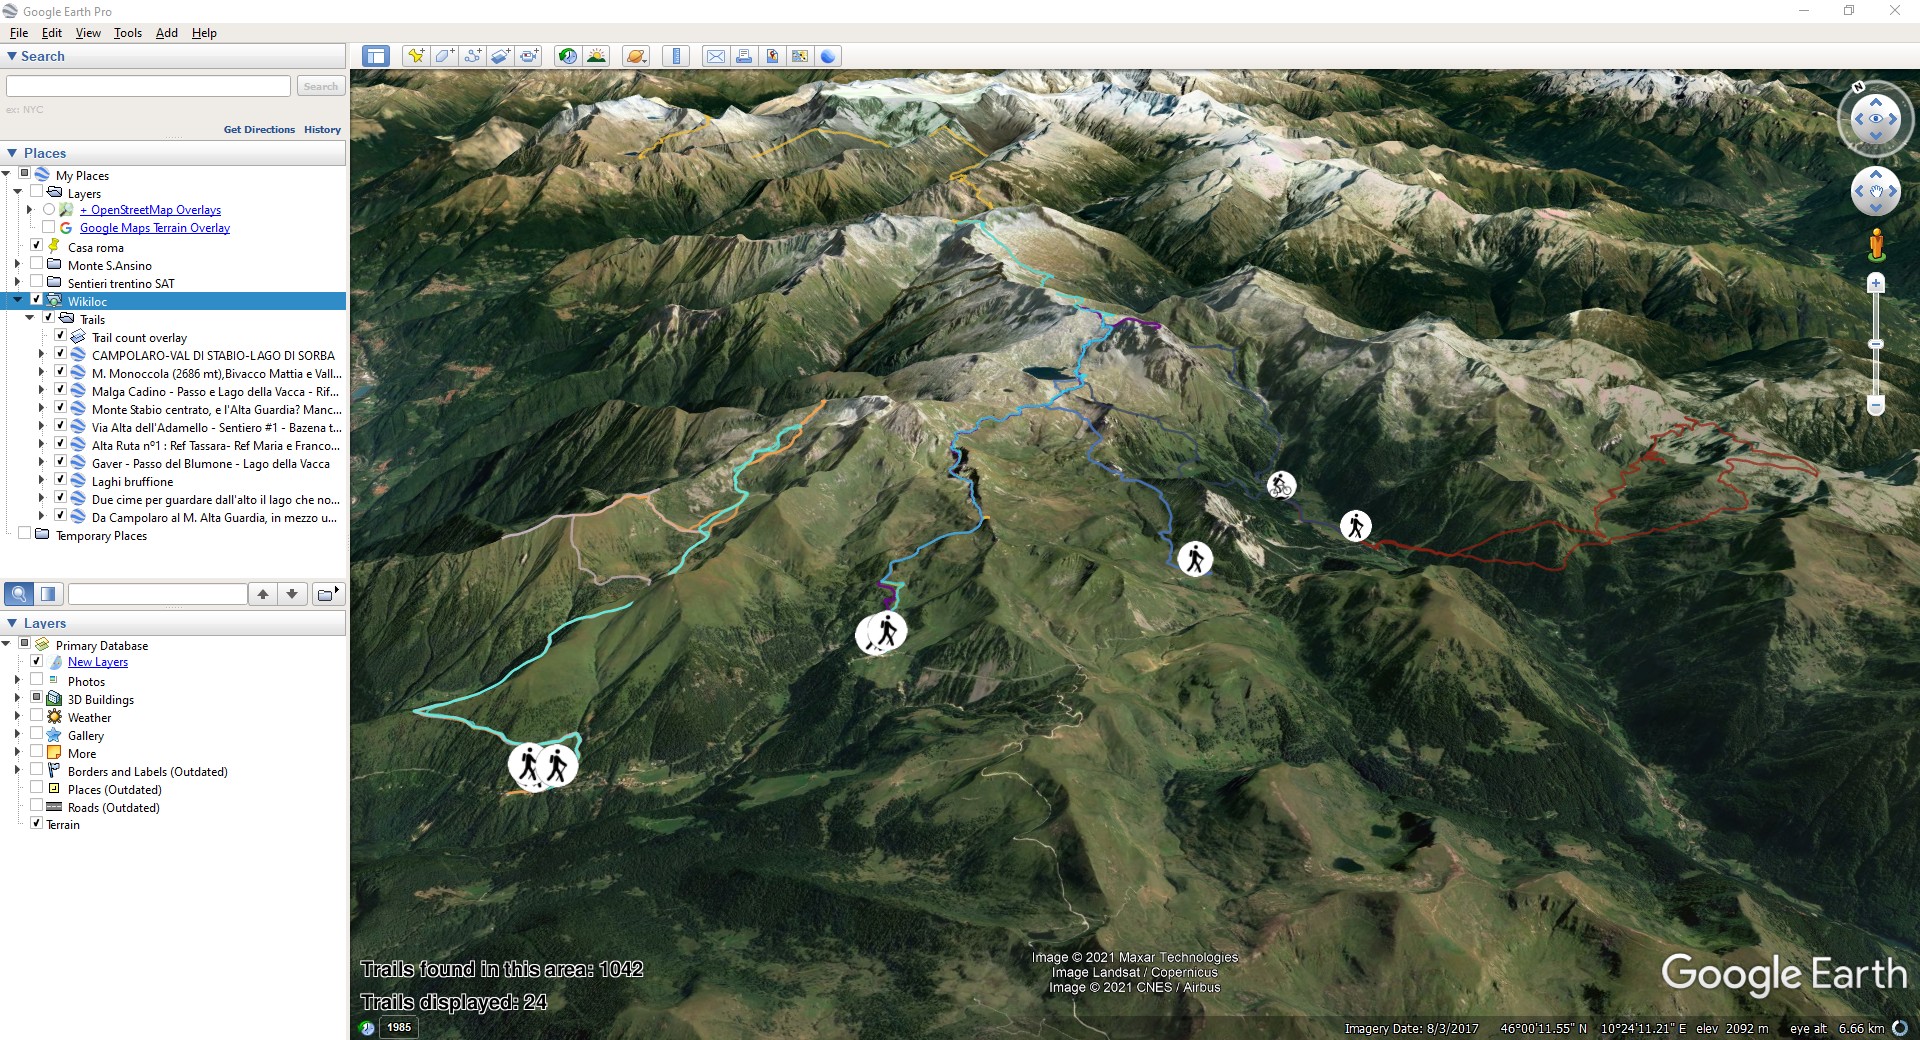 Google Earth Pro
File Edit View Tools Add Help
Search
Search
ex: NYC
Get Directions History
Places
My Places
Layers
+ OpenStreetMap Overlays
Google Maps Terrain Overlay
Casa roma
Monte S.Ansino
Sentieri trentino SAT
Wikiloc
Trails
Trail count overlay
CAMPOLARO-VAL DI STABIO-LAGO DI SORBA
M. Monoccola (2686 mt),Bivacco Mattia e Vall...
Malga Cadino - Passo e Lago della Vacca - Rif...
Monte Stabio centrato, e l'Alta Guardia? Manc...
Via Alta dell'Adamello - Sentiero #1 - Bazena t...
Alta Ruta nº1 : Ref Tassara- Ref Maria e Franco...
Gaver - Passo del Blumone - Lago della Vacca
Laghi bruffione
Due cime per guardare dall'alto il lago che no...
Da Campolaro al M. Alta Guardia, in mezzo u...
Temporary Places
Layers
Primary Database
New Layers
Photos
3D Buildings
Weather
Gallery
More
Borders and Labels (Outdated)
Places (Outdated)
Roads (Outdated)
Terrain
N
Trails found in this area: 1042
Trails displayed: 24
1985
Image © 2021 Maxar Technologies
Image Landsat / Copernicus
Image © 2021 CNES / Airbus
Google Earth
Imagery Date: 8/3/2017 46°00'11.55" N 10°24'11.21" E elev 2092 m eye alt 6.66 km